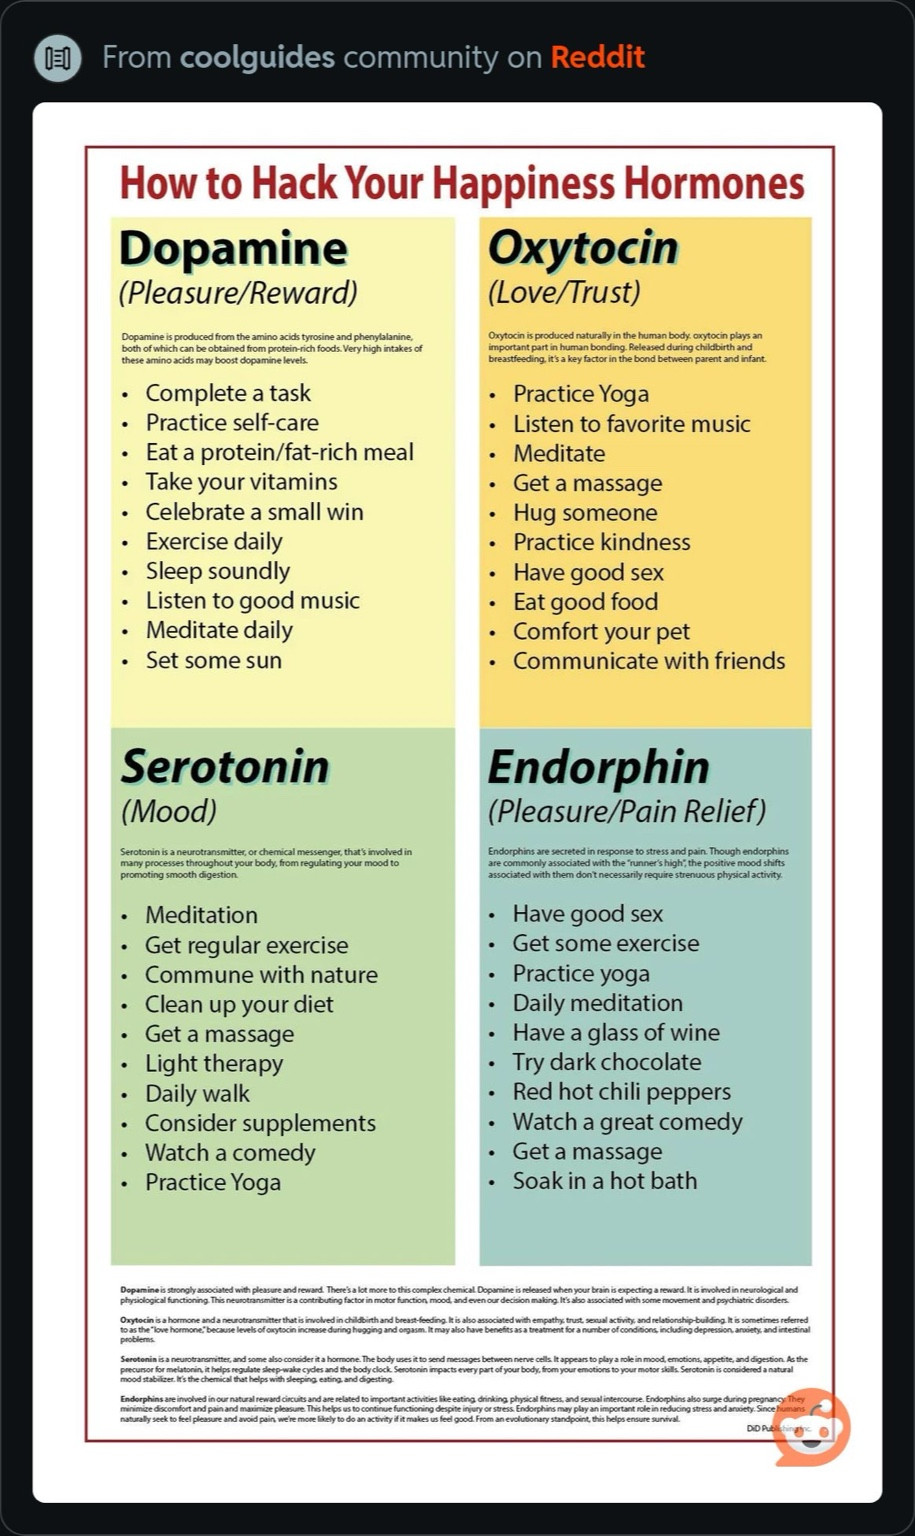 From coolguides community on Reddit
How to Hack Your Happiness Hormones
Dopamine
(Pleasure/Reward)
Dopamine is produced from the amino acids tyrosine and phenylalanine,
both of which can be obtained from protein-rich foods. Very high intakes of
these amino acids may boost dopamine levels.
• Complete a task
• Practice self-care
• Eat a protein/fat-rich meal
• Take your vitamins
• Celebrate a small win
• Exercise daily
• Sleep soundly
• Listen to good music
• Meditate daily
• Set some sun
Oxytocin
(Love/Trust)
Oxytocin is produced naturally in the human body. oxytocin plays an
important part in human bonding. Released during childbirth and
breastfeeding, it's a key factor in the bond between parent and infant.
• Practice Yoga
• Listen to favorite music
• Meditate
• Get a massage
• Hug someone
• Practice kindness
• Have good sex
• Eat good food
• Comfort your pet
• Communicate with friends
Serotonin
(Mood)
Serotonin is a neurotransmitter, or chemical messenger, that's involved in
many processes throughout your body, from regulating your mood to
promoting smooth digestion.
• Meditation
• Get regular exercise
• Commune with nature
• Clean up your diet
• Get a massage
• Light therapy
• Daily walk
• Consider supplements
• Watch a comedy
• Practice Yoga
Endorphin
(Pleasure/Pain Relief)
Endorphins are secreted in response to stress and pain. Though endorphins
are commonly associated with the "runner's high", the positive mood shifts
associated with them don't necessarily require strenuous physical activity.
• Have good sex
• Get some exercise
• Practice yoga
• Daily meditation
• Have a glass of wine
• Try dark chocolate
• Red hot chili peppers
• Watch a great comedy
• Get a massage
• Soak in a hot bath
Dopamine is strongly associated with pleasure and reward. There's a lot more to this complex chemical. Dopamine is released when your brain is expecting a reward. It is involved in neurological and
physiological functioning. This neurotransmitter is a contributing factor in motor function, mood, and even our decision making. It's also associated with some movement and psychiatric disorders.
Oxytocin is a hormone and a neurotransmitter that is involved in childbirth and breast-feeding. It is also associated with empathy, trust, sexual activity, and relationship-building. It is sometimes referred
to as the "love hormone," because levels of oxytocin increase during hugging and orgasm. It may also have benefits as a treatment for a number of conditions, including depression, anxiety, and intestinal
problems.
Serotonin is a neurotransmitter, and some also consider it a hormone. The body uses it to send messages between nerve cells. It appears to play a role in mood, emotions, appetite, and digestion. As the
precursor for melatonin, it helps regulate sleep-wake cycles and the body clock. Serotonin impacts every part of your body, from your emotions to your motor skills. Serotonin is considered a natural
mood stabilizer. It's the chemical that helps with sleeping, eating, and digesting.
Endorphins are involved in our natural reward circuits and are related to important activities like eating, drinking, physical fitness, and sexual intercourse. Endorphins also surge during pregnancy. They
minimize discomfort and pain and maximize pleasure. This helps us to continue functioning despite injury or stress. Endorphins may play an important role in reducing stress and anxiety. Since humans
naturally seek to feel pleasure and avoid pain, we're more likely to do an activity if it makes us feel good. From an evolutionary standpoint, this helps ensure survival.
DiD Publishing Inc.